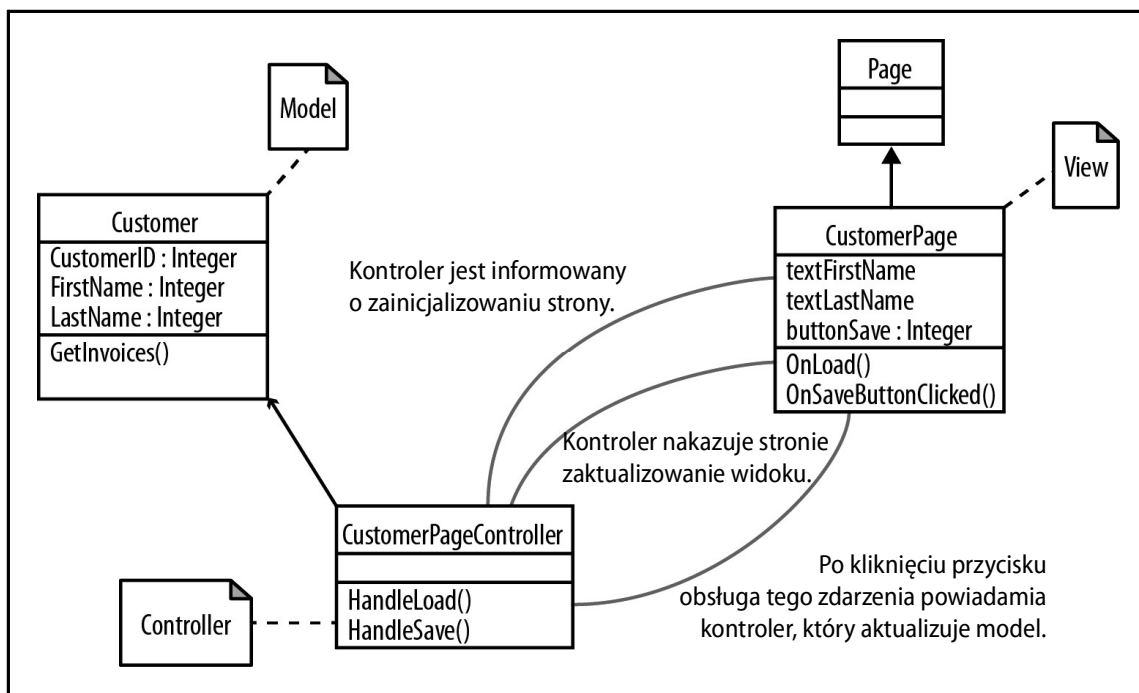 Page
Model
View
Customer
CustomerID : Integer
FirstName : Integer
LastName : Integer
GetInvoices()
CustomerPage
textFirstName
textLastName
buttonSave : Integer
OnLoad()
OnSaveButtonClicked()
Kontroler jest informowany
o zainicjalizowaniu strony.
Kontroler nakazuje stronie
zaktualizowanie widoku.
CustomerPageController
HandleLoad()
HandleSave()
Controller
Po kliknięciu przycisku
obsługa tego zdarzenia powiadamia
kontroler, który aktualizuje model.